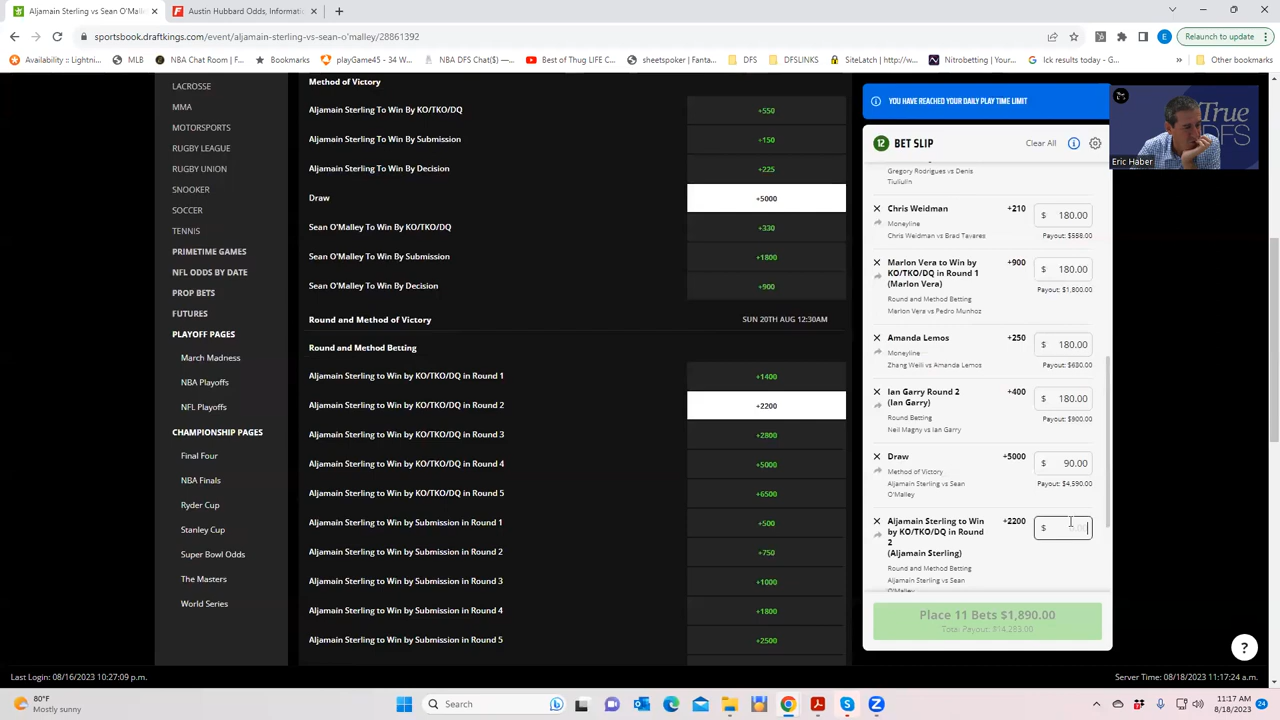 Aljamain Sterling vs Sean O'Malle
Austin Hubbard Odds, Informatic
sportsbook.draftkings.com/event/aljamain-sterling-vs-sean-o'malley/28861392
Relaunch to update
Availability :: Lightni...
MLB
NBA Chat Room [ F...
Bookmarks
playGame45 - 34 W...
NBA DFS Chat($) —...
Best of Thug LIFE C...
sheetspoker | Fanta...
DFS
DFSLINKS
SiteLatch | http://w...
Nitrobetting | Home...
Ick results today - G...
Other bookmarks
LACROSSE
MMA
MOTORSPORTS
RUGBY LEAGUE
RUGBY UNION
SNOOKER
SOCCER
TENNIS
PRIMETIME GAMES
NFL ODDS BY DATE
PROP BETS
FUTURES
PLAYOFF PAGES
March Madness
NBA Playoffs
NFL Playoffs
CHAMPIONSHIP PAGES
Final Four
NBA Finals
Ryder Cup
Stanley Cup
Super Bowl Odds
The Masters
World Series
Method of Victory
Aljamain Sterling To Win By KO/TKO/DQ +550
Aljamain Sterling To Win By Submission +150
Aljamain Sterling To Win By Decision +225
Draw +5000
Sean O'Malley To Win By KO/TKO/DQ +330
Sean O'Malley To Win By Submission +1800
Sean O'Malley To Win By Decision +900
Round and Method of Victory SUN 20TH AUG 12:30AM
Round and Method Betting
Aljamain Sterling to Win by KO/TKO/DQ in Round 1 +1400
Aljamain Sterling to Win by KO/TKO/DQ in Round 2 +2200
Aljamain Sterling to Win by KO/TKO/DQ in Round 3 +2800
Aljamain Sterling to Win by KO/TKO/DQ in Round 4 +5000
Aljamain Sterling to Win by KO/TKO/DQ in Round 5 +6500
Aljamain Sterling to Win by Submission in Round 1 +500
Aljamain Sterling to Win by Submission in Round 2 +750
Aljamain Sterling to Win by Submission in Round 3 +1000
Aljamain Sterling to Win by Submission in Round 4 +1800
Aljamain Sterling to Win by Submission in Round 5 +2500
YOU HAVE REACHED YOUR DAILY PLAY TIME LIMIT
12 BET SLIP Clear All
Gregory Rodrigues vs Denis
Tiuliulin
Chris Weidman +210 $ 180.00
Moneyline
Chris Weidman vs Brad Tavares Payout: $558.00
Marlon Vera to Win by +900 $ 180.00
KO/TKO/DQ in Round 1
(Marlon Vera) Payout: $1,800.00
Round and Method Betting
Marlon Vera vs Pedro Munhoz
Amanda Lemos +250 $ 180.00
Moneyline
Zhang Weili vs Amanda Lemos Payout: $630.00
Ian Garry Round 2 +400 $ 180.00
(Ian Garry)
Round Betting Payout: $900.00
Neil Magny vs Ian Garry
Draw +5000 $ 90.00
Method of Victory
Aljamain Sterling vs Sean Payout: $4,590.00
O'Malley
Aljamain Sterling to Win +2200 $
by KO/TKO/DQ in Round
2
(Aljamain Sterling)
Round and Method Betting
Aljamain Sterling vs Sean
O'Malley
Place 11 Bets $1,890.00
Total Payout: $14,283.00
True
DFS
Eric Haber
?
Last Login: 08/16/2023 10:27:09 p.m.
Server Time: 08/18/2023 11:17:24 a.m.
80°F
Mostly sunny
Search
11:17 AM
8/18/2023
24